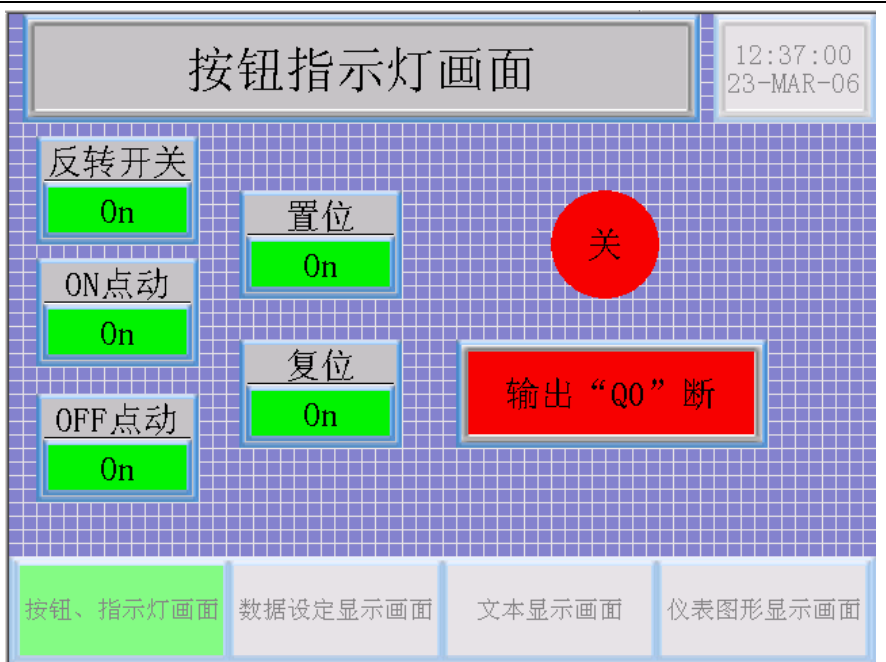 按钮指示灯画面
12:37:00
23-MAR-06
反转开关
On
置位
On
关
ON点动
On
复位
On
输出“Q0”断
OFF点动
On
按钮、指示灯画面
数据设定显示画面
文本显示画面
仪表图形显示画面